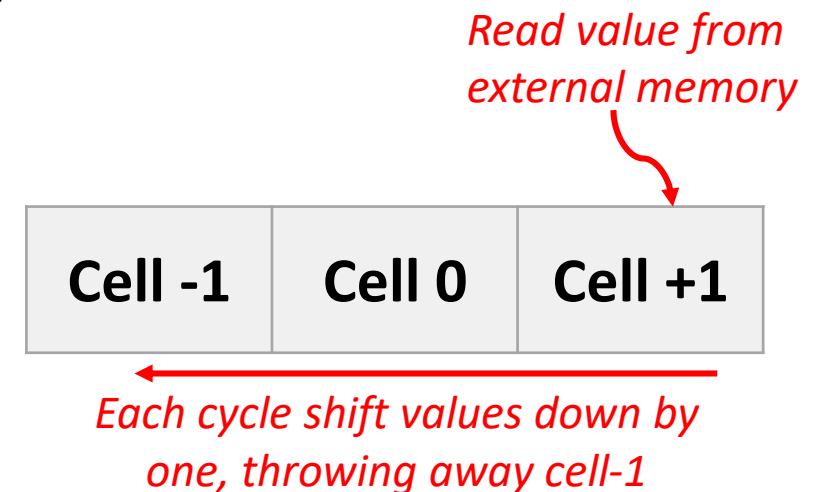 Read value from
external memory
Cell -1 Cell 0 Cell +1
Each cycle shift values down by
one, throwing away cell-1